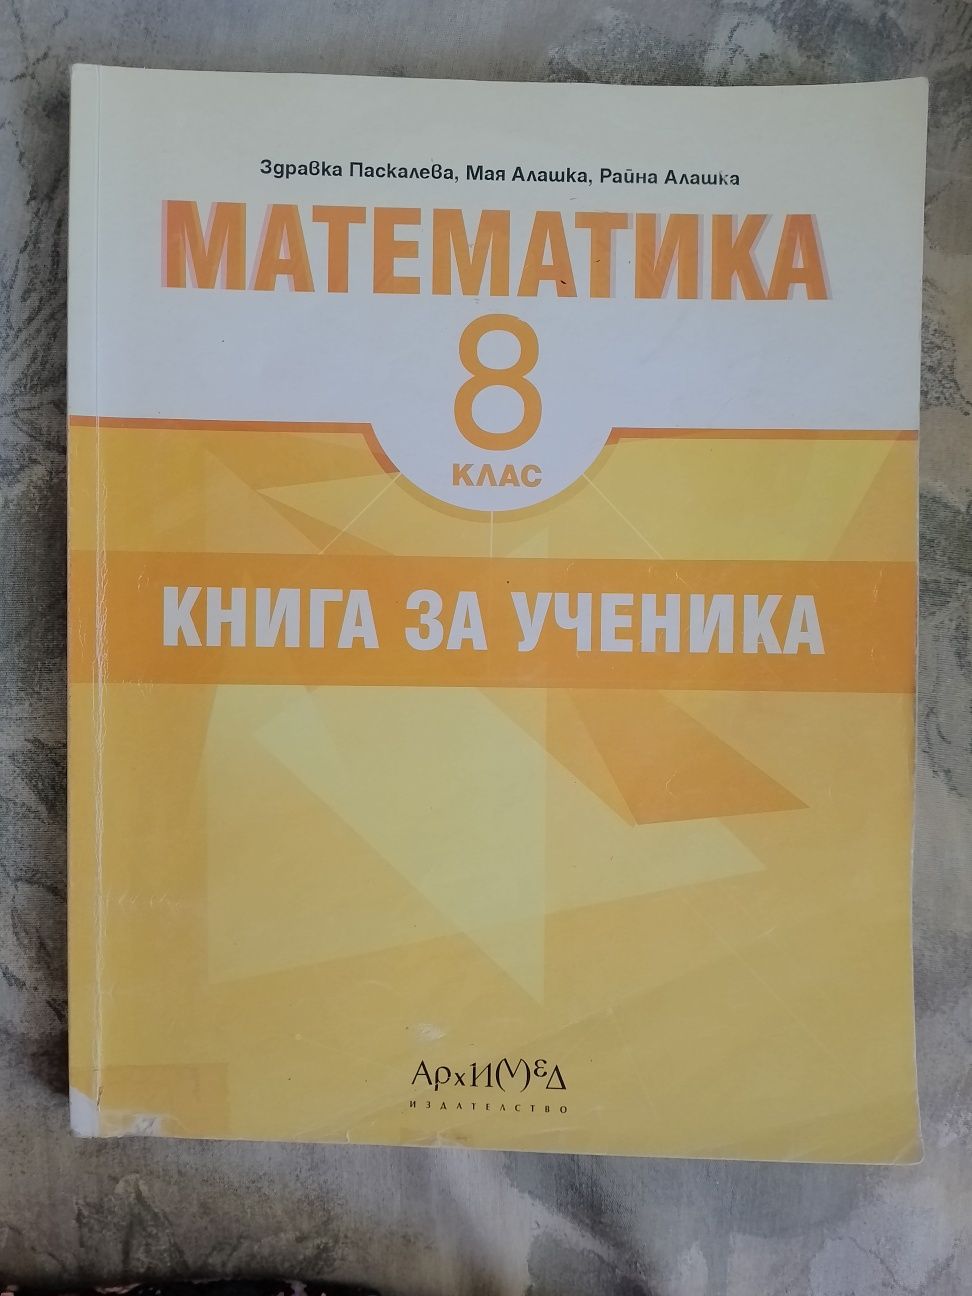 Здравка Паскалева, Мая Алашка, Райна Алашка
МАТЕМАТИКА
8
КЛАС
КНИГА ЗА УЧЕНИКА
АРХИМЕД
ИЗДАТЕЛСТВО